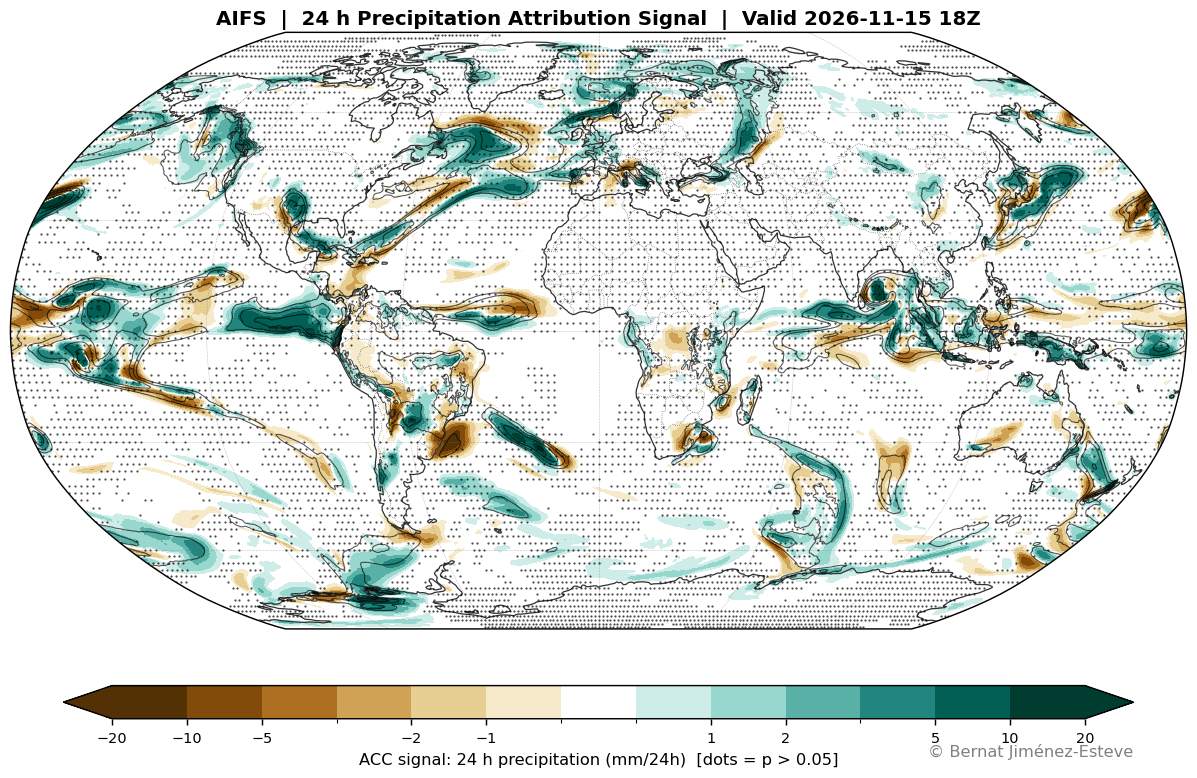 AIFS | 24 h Precipitation Attribution Signal | Valid 2026-11-15 18Z
−20 −10 −5 −2 −1 1 2 5 10 20
© Bernat Jiménez-Esteve
ACC signal: 24 h precipitation (mm/24h) [dots = p > 0.05]